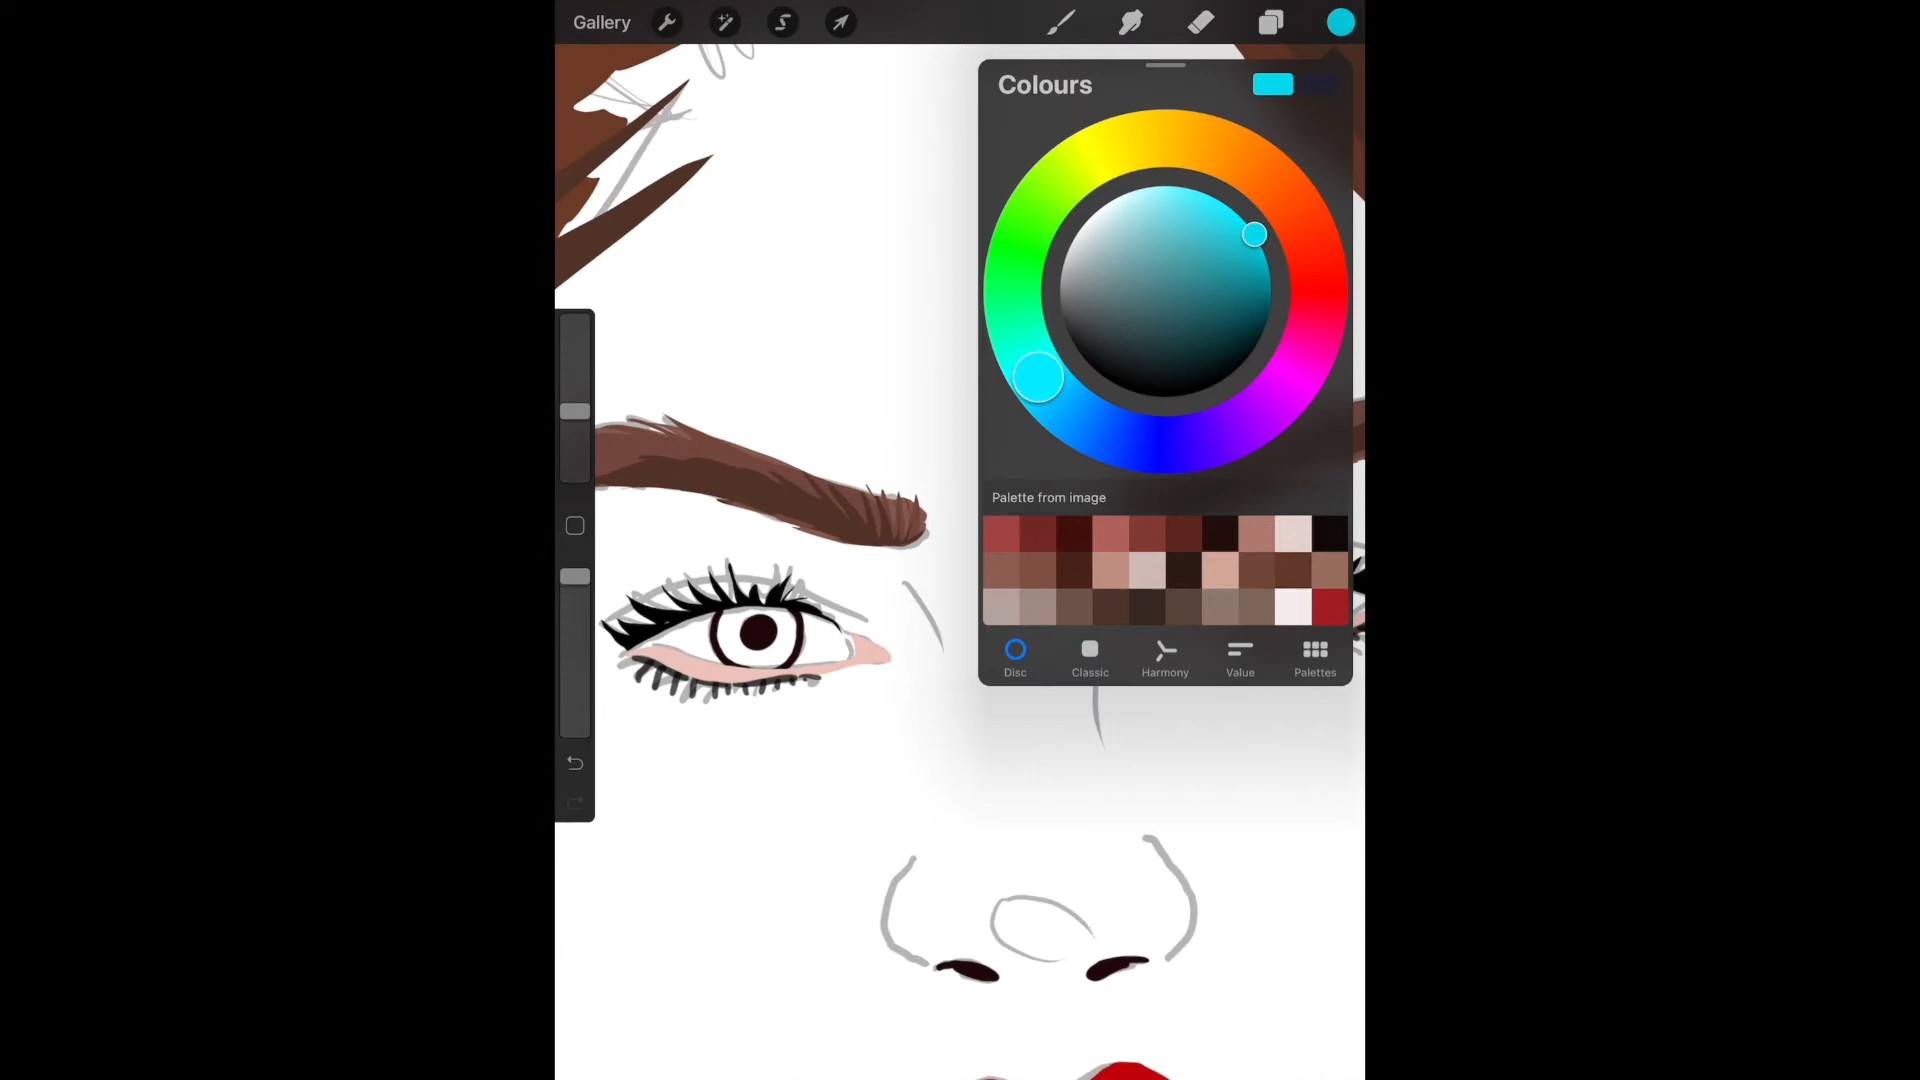 Gallery
Colours
Palette from image
Disc
Classic
Harmony
Value
Palettes